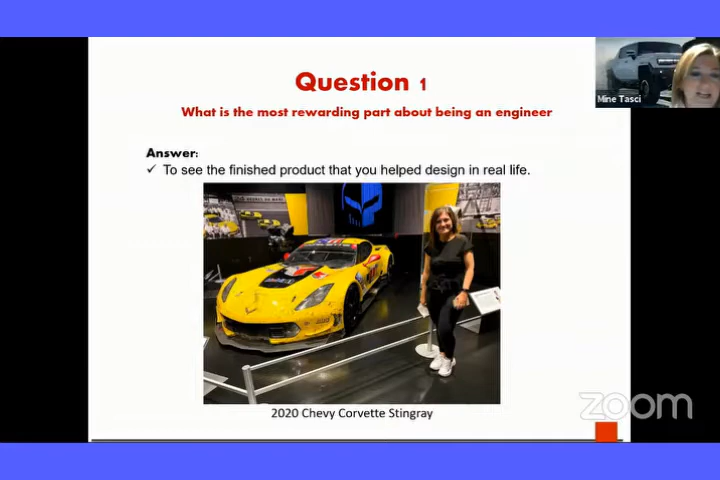 Question 1
What is the most rewarding part about being an engineer
Mine Tasci
Answer:
✓ To see the finished product that you helped design in real life.
2020 Chevy Corvette Stingray
zoom